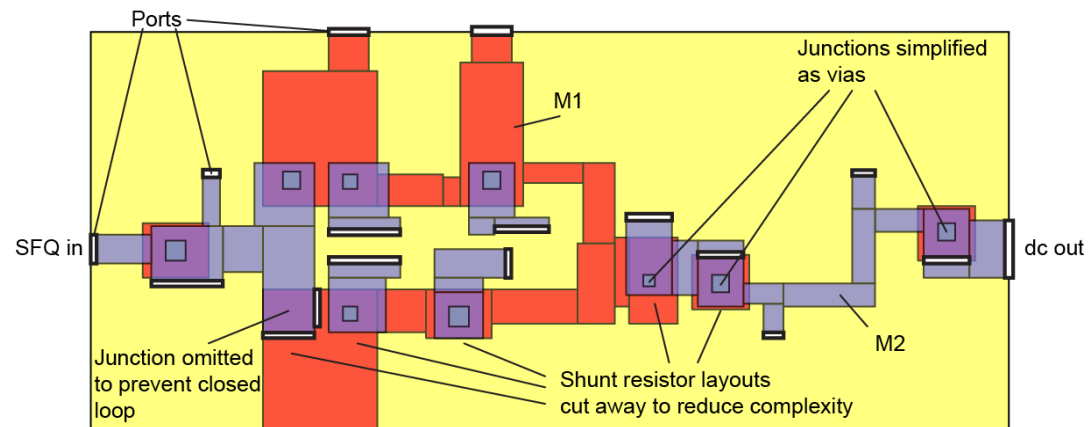 Ports
Junctions simplified
as vias
M1
SFQ in
dc out
M2
Junction omitted
to prevent closed
loop
Shunt resistor layouts
cut away to reduce complexity